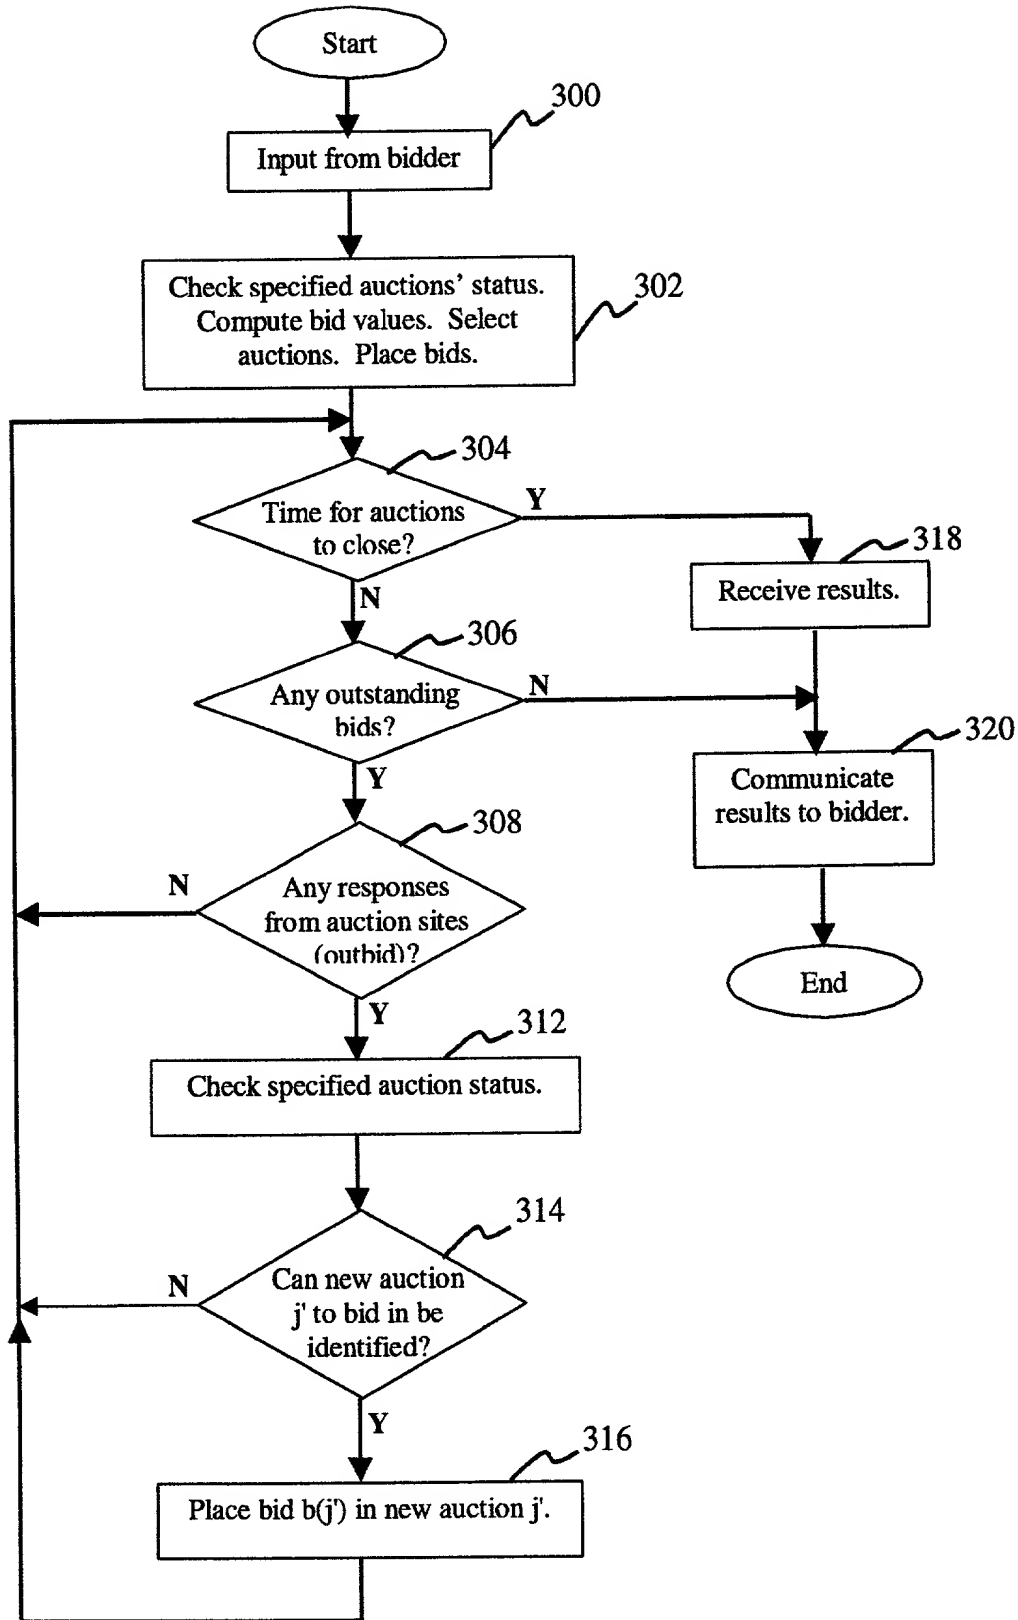 Start
300
Input from bidder
302
Check specified auctions' status.
Compute bid values. Select
auctions. Place bids.
304
Time for auctions
to close?
Y
N
318
Receive results.
306
Any outstanding
bids?
N
Y
320
Communicate
results to bidder.
308
Any responses
from auction sites
(outbid)?
N
Y
End
312
Check specified auction status.
314
Can new auction
j' to bid in be
identified?
N
Y
316
Place bid b(j') in new auction j'.